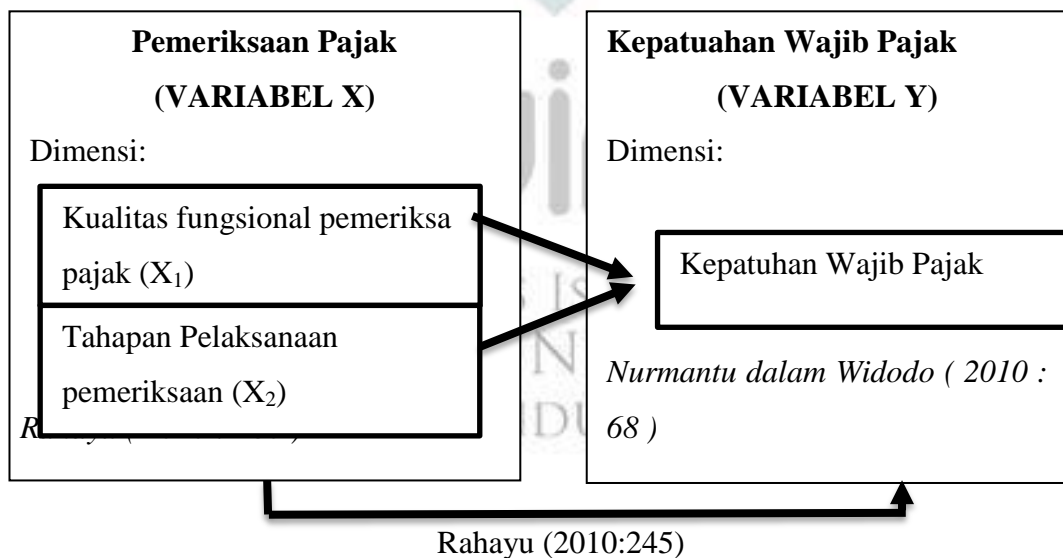 Pemeriksaan Pajak
(VARIABEL X)
Dimensi:
Kualitas fungsional pemeriksa
pajak (X₁)
Tahapan Pelaksanaan
pemeriksaan (X₂)
Kepatuahan Wajib Pajak
(VARIABEL Y)
Dimensi:
Kepatuhan Wajib Pajak
Nurmantu dalam Widodo ( 2010 :
68 )
Rahayu (2010:245)